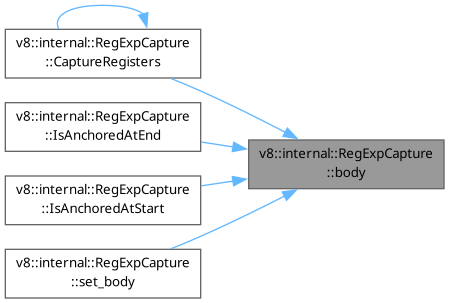 v8::internal::RegExpCapture
::CaptureRegisters
v8::internal::RegExpCapture
::IsAnchoredAtEnd
v8::internal::RegExpCapture
::body
v8::internal::RegExpCapture
::IsAnchoredAtStart
v8::internal::RegExpCapture
::set_body